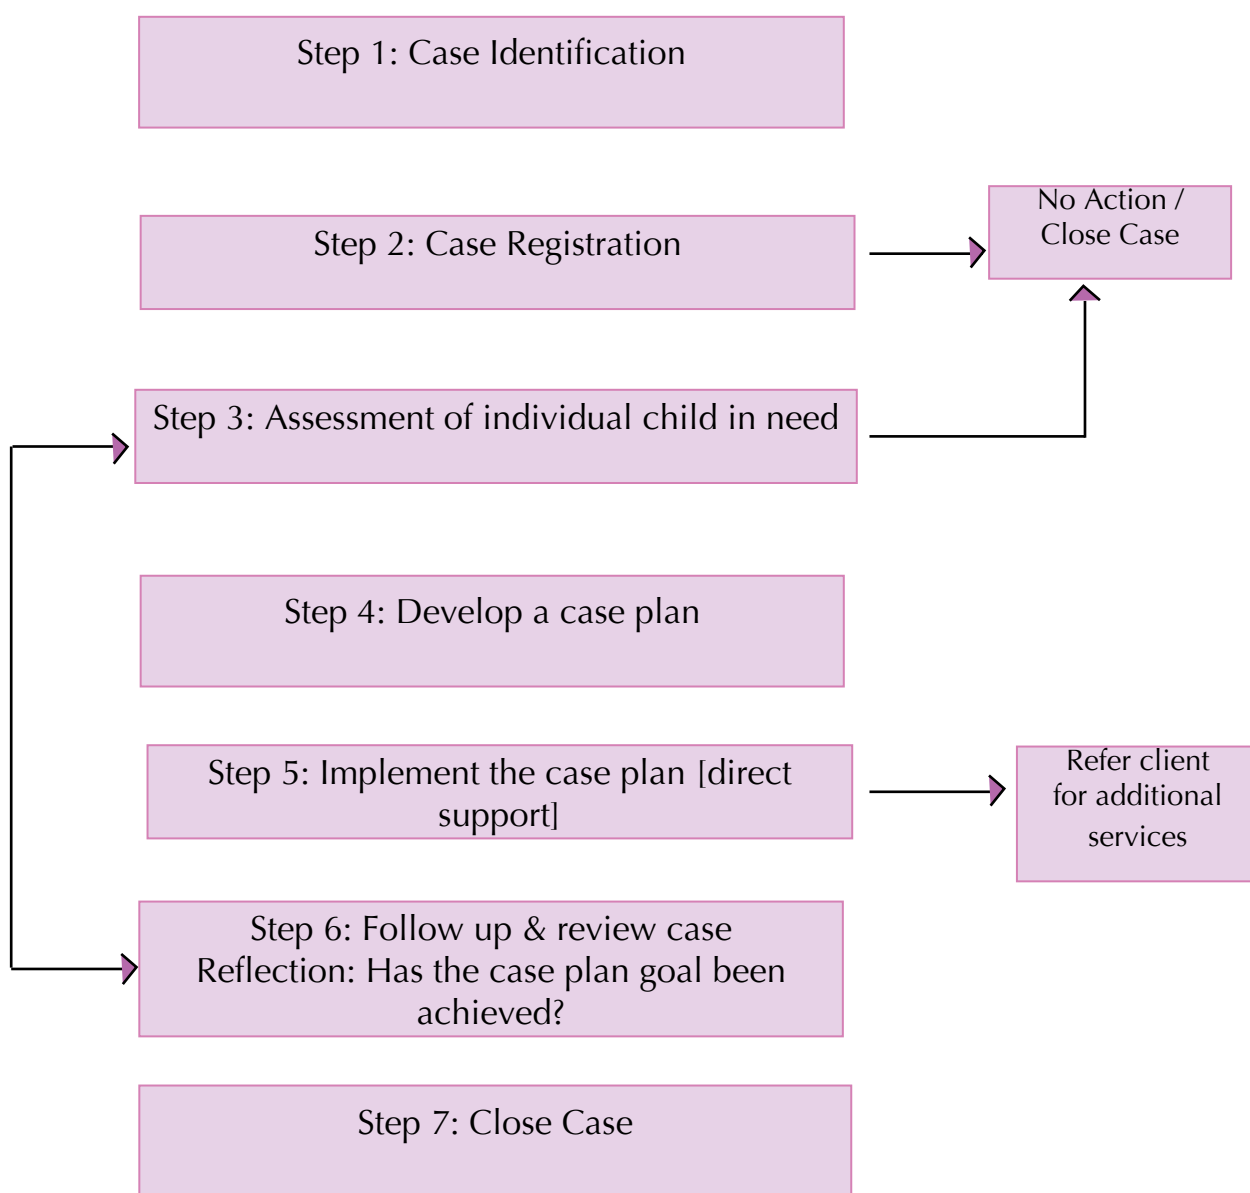 Step 1: Case Identification
No Action /
Close Case
Step 2: Case Registration
Step 3: Assessment of individual child in need
Step 4: Develop a case plan
Step 5: Implement the case plan [direct
support]
Refer client
for additional
services
Step 6: Follow up & review case
Reflection: Has the case plan goal been
achieved?
Step 7: Close Case